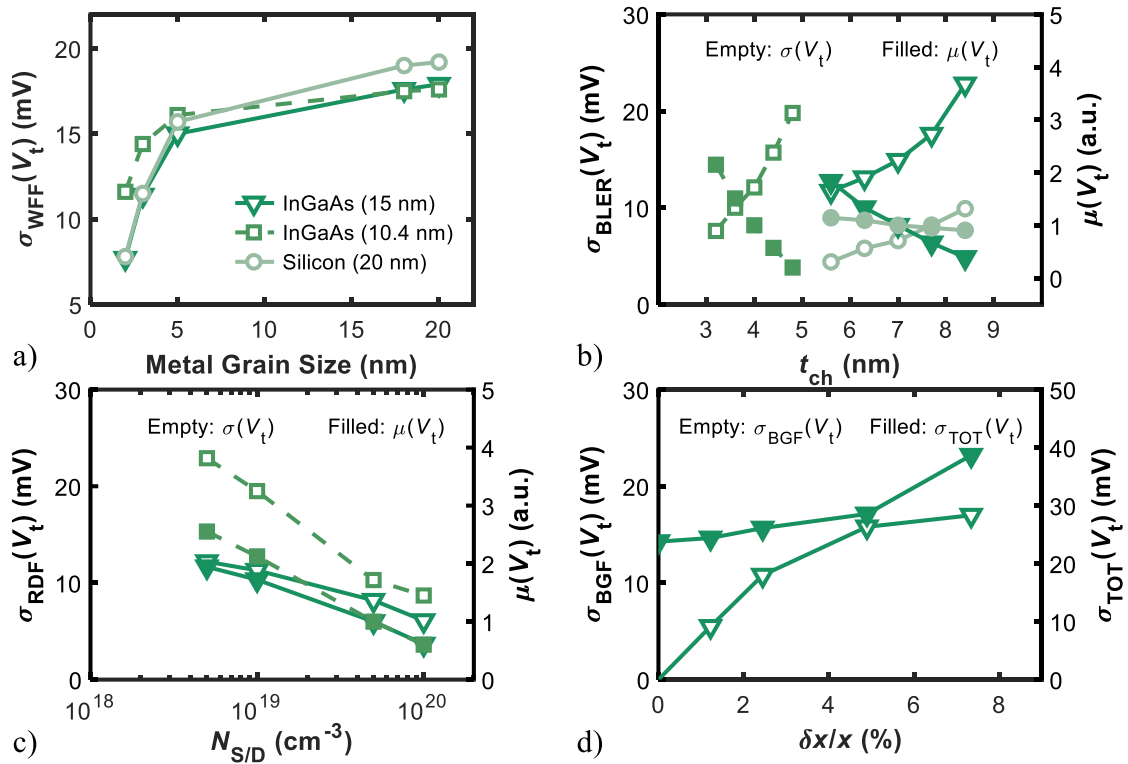 20
15
10
5
σWFF(Vt) (mV)
InGaAs (15 nm)
InGaAs (10.4 nm)
Silicon (20 nm)
0 5 10 15 20
a) Metal Grain Size (nm)
30
20
10
0
σBLER(Vt) (mV)
Empty: σ(Vt) Filled: μ(Vt)
5
4
3
2
1
0
μ(Vt) (a.u.)
3 4 5 6 7 8 9
b) tch (nm)
30
20
10
0
σRDF(Vt) (mV)
Empty: σ(Vt) Filled: μ(Vt)
5
4
3
2
1
0
μ(Vt) (a.u.)
10^18 10^19 10^20
c) NS/D (cm^-3)
30
20
10
0
σBGF(Vt) (mV)
Empty: σBGF(Vt) Filled: σTOT(Vt)
50
40
30
20
10
0
σTOT(Vt) (mV)
0 2 4 6 8
d) δx/x (%)